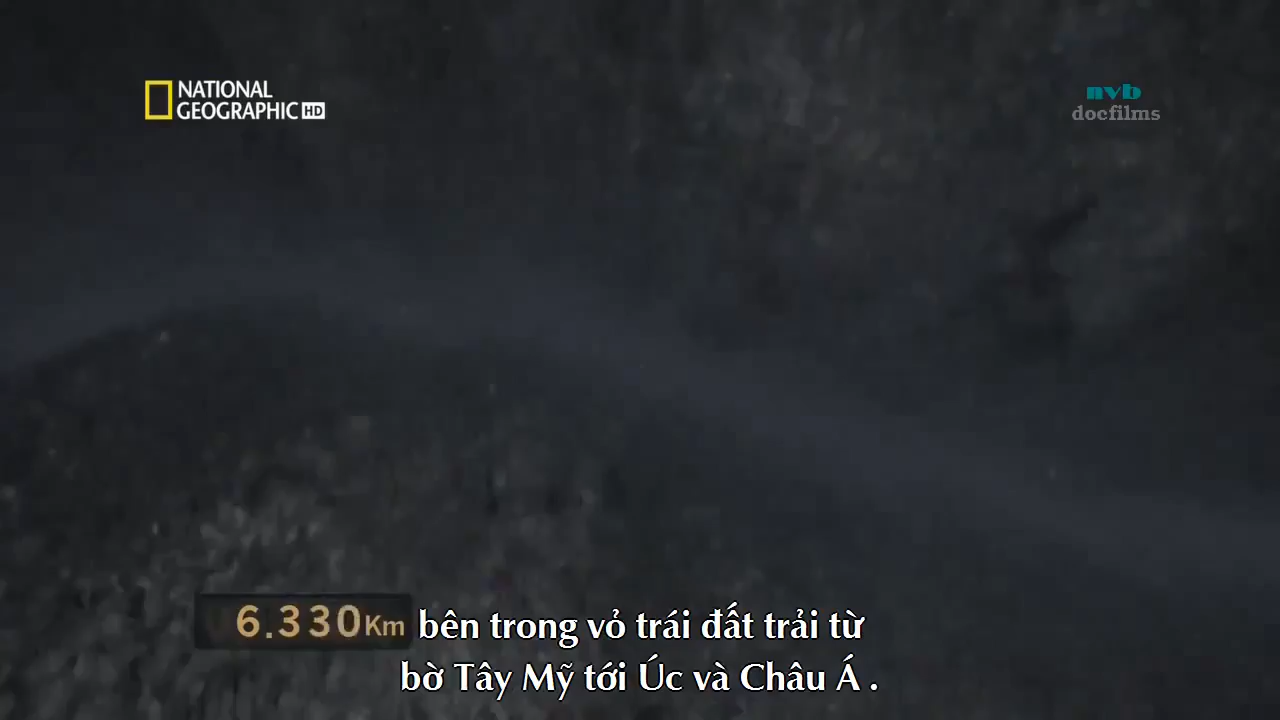 NATIONAL
GEOGRAPHIC HD
nvb
docfilms
6.330Km
bên trong vỏ trái đất trải từ
bờ Tây Mỹ tới Úc và Châu Á .